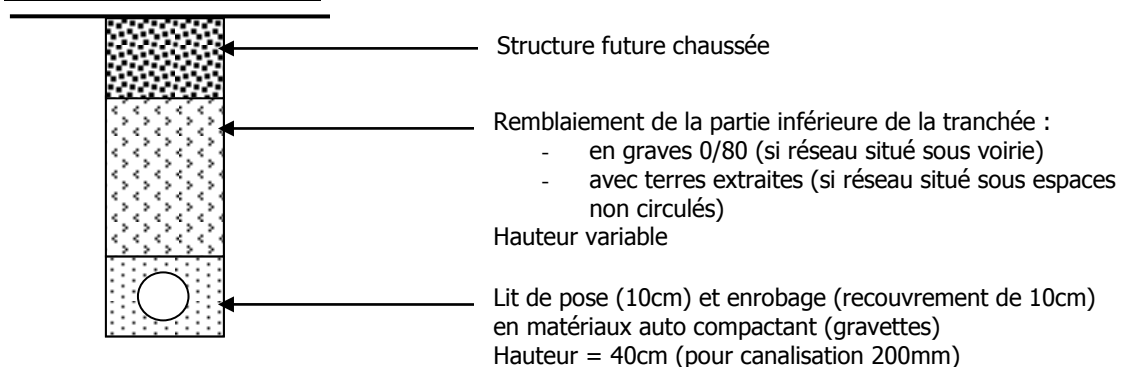 Structure future chaussée
Remblaiement de la partie inférieure de la tranchée :
- en graves 0/80 (si réseau situé sous voirie)
- avec terres extraites (si réseau situé sous espaces
non circulés)
Hauteur variable
Lit de pose (10cm) et enrobage (recouvrement de 10cm)
en matériaux auto compactant (gravettes)
Hauteur = 40cm (pour canalisation 200mm)